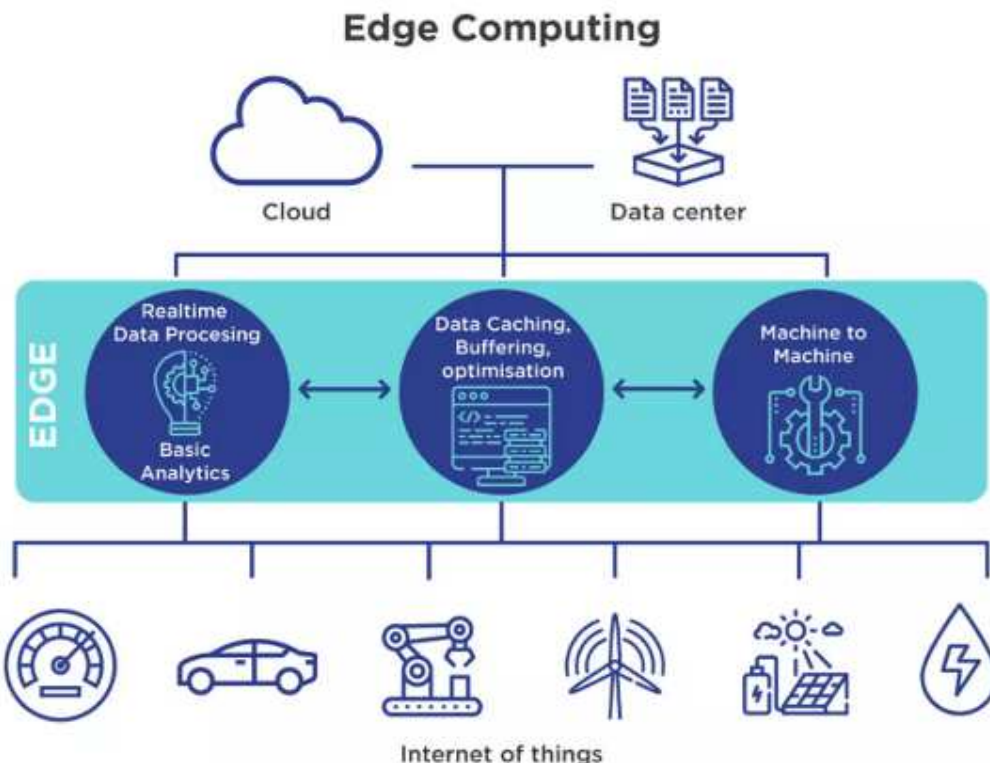 Edge Computing
Cloud
Data center
EDGE
Realtime
Data Procesing
Basic
Analytics
Data Caching,
Buffering,
optimisation
Machine to
Machine
Internet of things